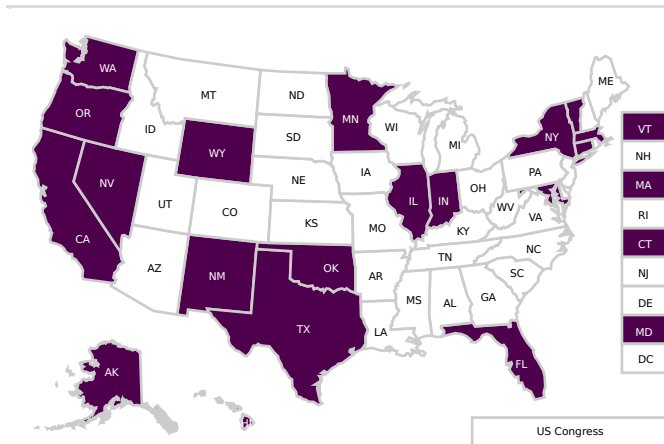 ME
WA
MT
ND
OR
MN
VT
ID
WI
SD
NY
MI
WY
NH
PA
IA
NE
NV
MA
OH
IL
IN
UT
WV
CO
RI
VA
KS
MO
KY
CA
CT
NC
TN
AZ
OK
NM
AR
SC
NJ
GA
MS
AL
DE
TX
LA
MD
DC
FL
AK
HI
US Congress